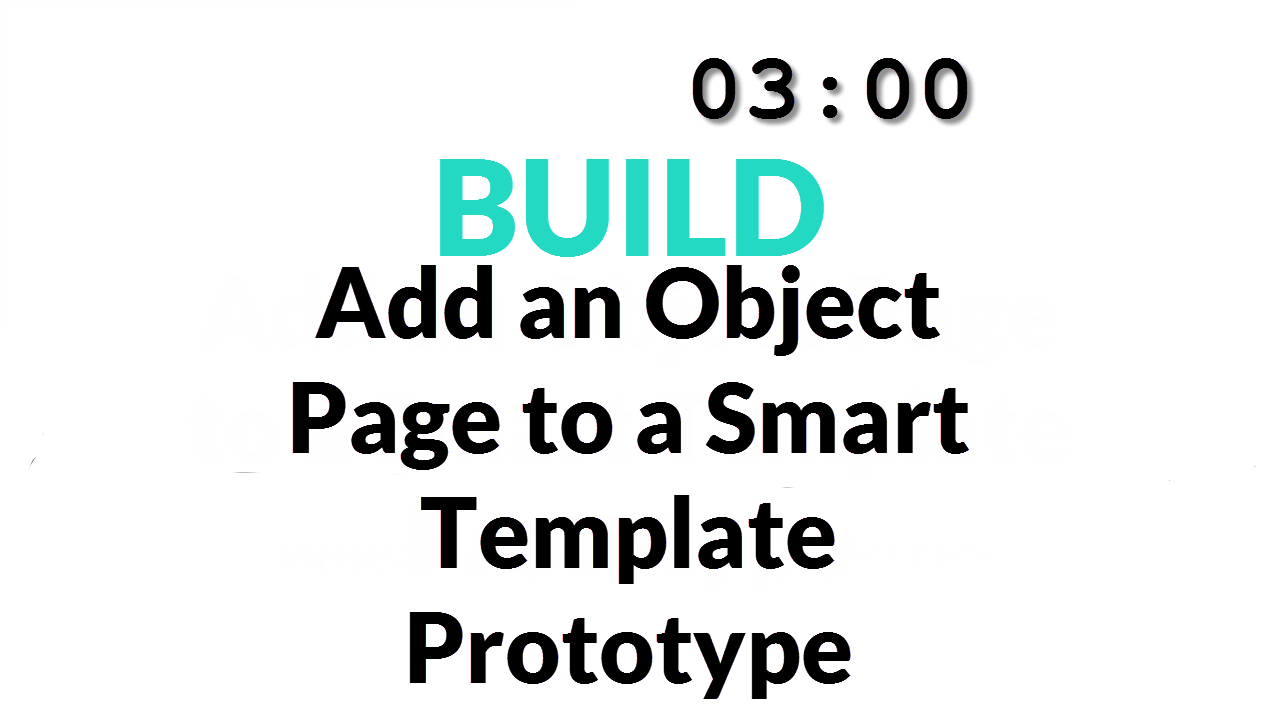 03:00
BUILD
Add an Object
Page to a Smart
Template
Prototype